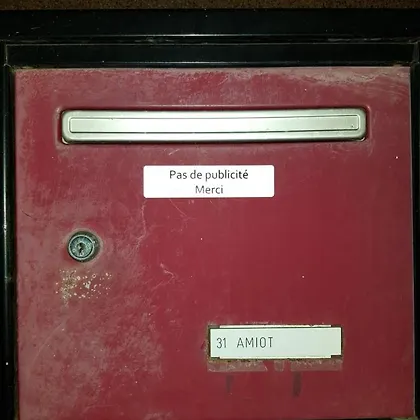 Pas de publicité
Merci
31 AMIOT